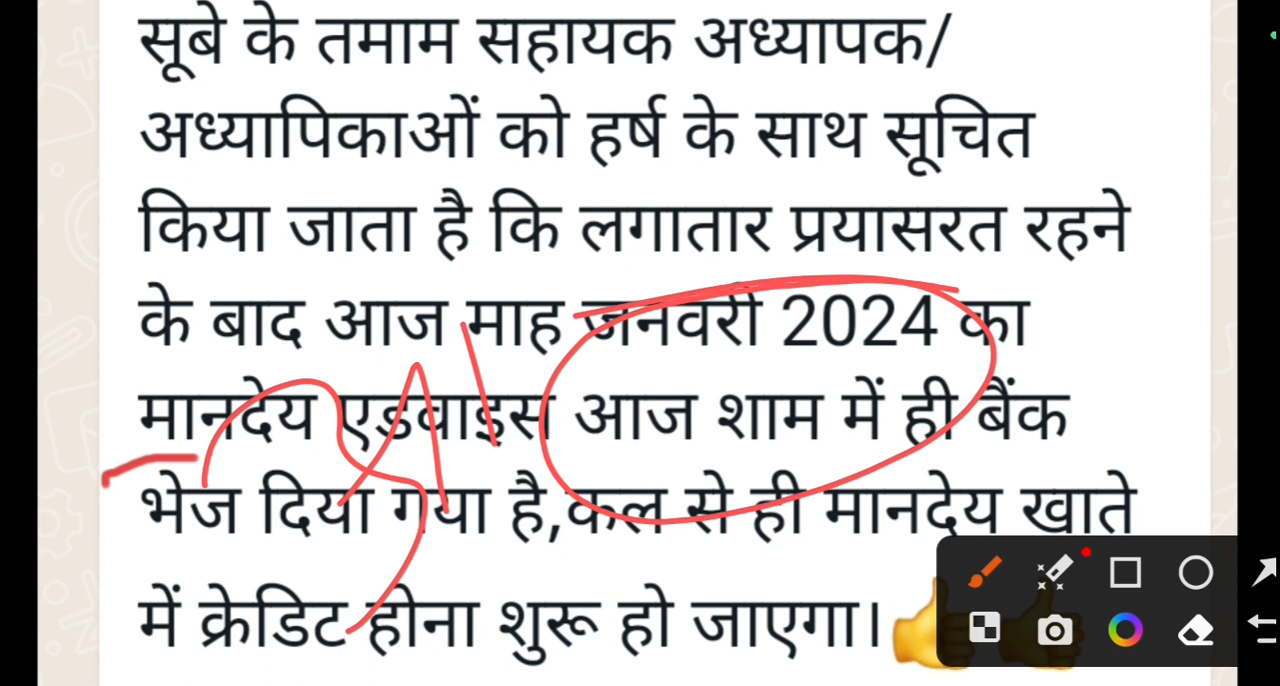 सूबे के तमाम सहायक अध्यापक/
अध्यापिकाओं को हर्ष के साथ सूचित
किया जाता है कि लगातार प्रयासरत रहने
के बाद आज माह जनवरी 2024 का
मानदेय एडवाइस आज शाम में ही बैंक
भेज दिया गया है,कल से ही मानदेय खाते
में क्रेडिट होना शुरू हो जाएगा।